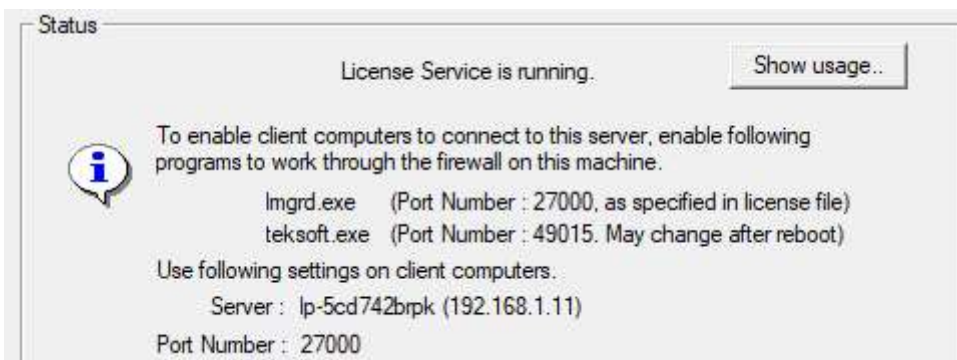 Status
License Service is running.
Show usage..
To enable client computers to connect to this server, enable following
programs to work through the firewall on this machine.
lmgrd.exe (Port Number : 27000, as specified in license file)
teksoft.exe (Port Number : 49015. May change after reboot)
Use following settings on client computers.
Server : lp-5cd742brpk (192.168.1.11)
Port Number : 27000